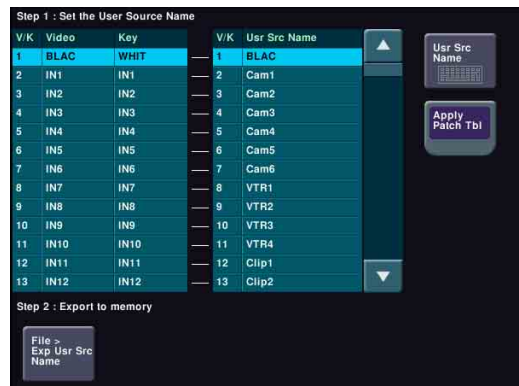 Step 1 : Set the User Source Name
V/K Video Key V/K Usr Src Name
1 BLAC WHIT 1 BLAC
2 IN1 IN1 2 Cam1
3 IN2 IN2 3 Cam2
4 IN3 IN3 4 Cam3
5 IN4 IN4 5 Cam4
6 IN5 IN5 6 Cam5
7 IN6 IN6 7 Cam6
8 IN7 IN7 8 VTR1
9 IN8 IN8 9 VTR2
10 IN9 IN9 10 VTR3
11 IN10 IN10 11 VTR4
12 IN11 IN11 12 Clip1
13 IN12 IN12 13 Clip2
Usr Src
Name
Apply
Patch Tbl
Step 2 : Export to memory
File >
Exp Usr Src
Name